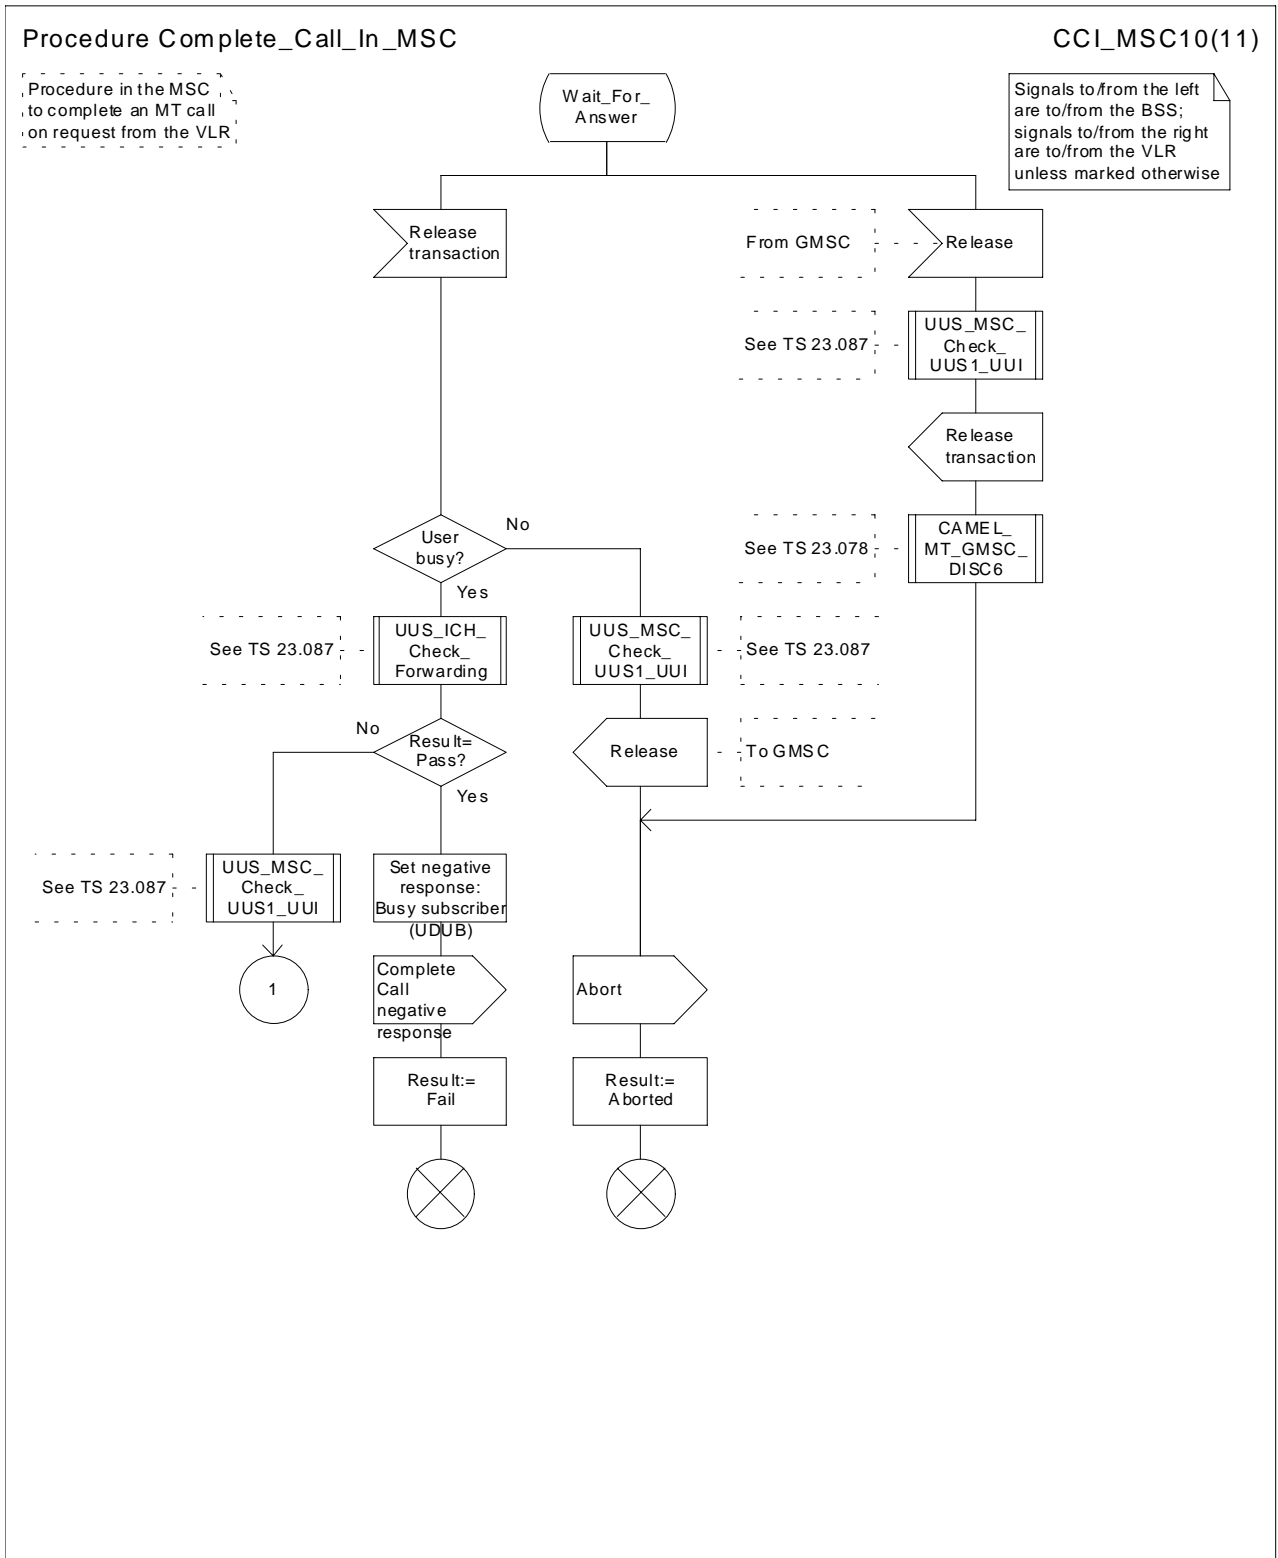 Procedure Complete_Call_In_MSC
CCI_MSC10(11)
Procedure in the MSC
to complete an MT call
on request from the VLR
Wait_For_
Answer
Signals to/from the left
are to/from the BSS;
signals to/from the right
are to/from the VLR
unless marked otherwise
Release
transaction
From GMSC
Release
See TS 23.087
UUS_MSC_
Check_
UUS1_UUI
Release
transaction
User
busy?
No
Yes
See TS 23.078
CAMEL_
MT_GMSC_
DISC6
See TS 23.087
UUS_ICH_
Check_
Forwarding
UUS_MSC_
Check_
UUS1_UUI
See TS 23.087
No
Result=
Pass?
Yes
Release
To GMSC
See TS 23.087
UUS_MSC_
Check_
UUS1_UUI
Set negative
response:
Busy subscriber
(UDUB)
1
Complete
Call
negative
response
Abort
Result:=
Fail
Result:=
Aborted